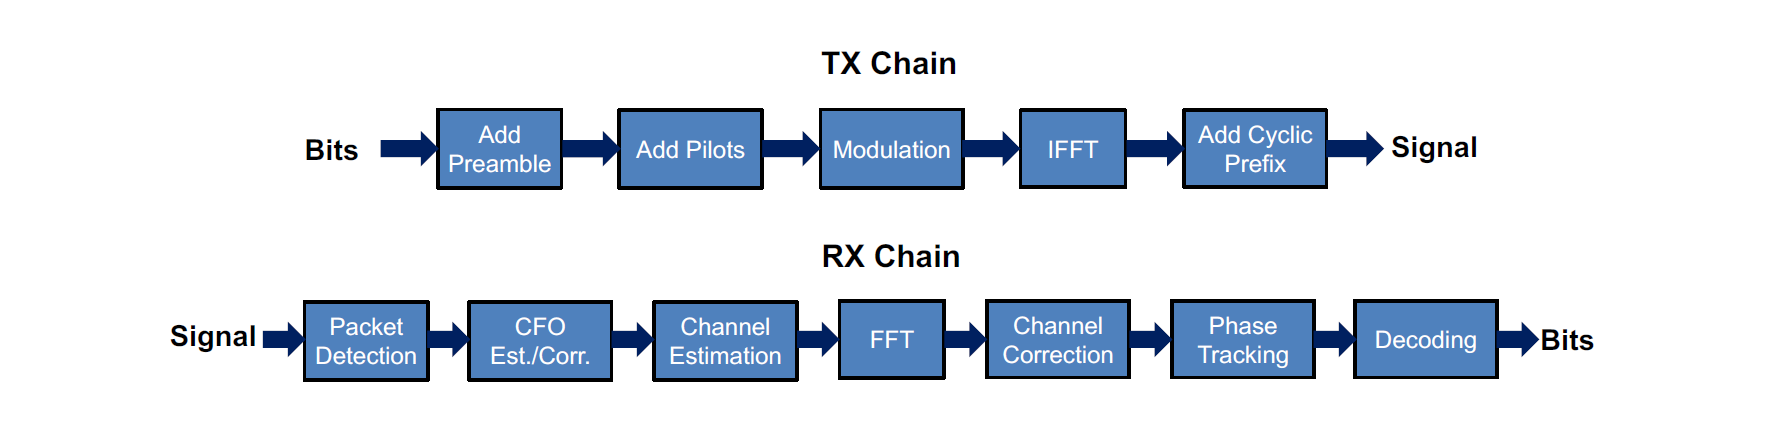 TX Chain
Bits
Add
Preamble
Add Pilots
Modulation
IFFT
Add Cyclic
Prefix
Signal
RX Chain
Signal
Packet
Detection
CFO
Est./Corr.
Channel
Estimation
FFT
Channel
Correction
Phase
Tracking
Decoding
Bits